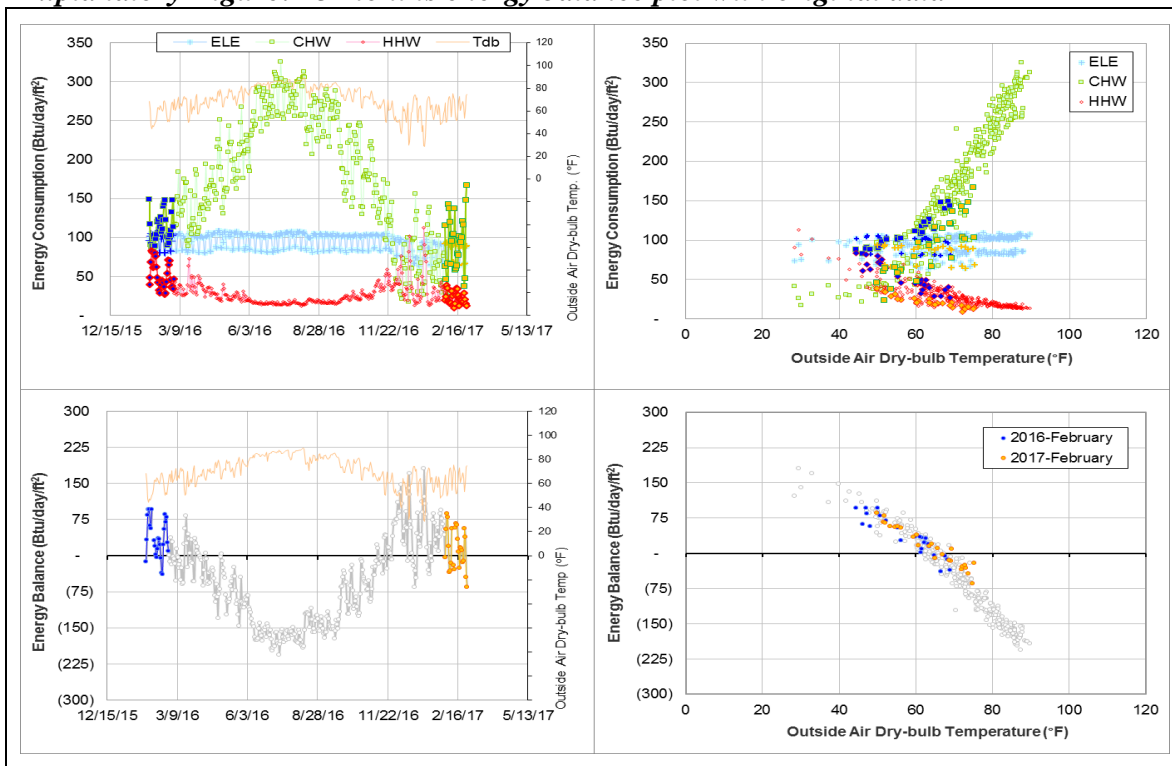 energy balance plot with original data
ELE CHW HHW Tdb
Energy Consumption (Btu/day/ft²)
350
300
250
200
150
100
50
-
120
100
80
60
40
20
0
Outside Air Dry-bulb Temp. (°F)
12/15/15 3/9/16 6/3/16 8/28/16 11/22/16 2/16/17 5/13/17
Energy Consumption (Btu/day/ft²)
350
300
250
200
150
100
50
-
ELE
CHW
HHW
0 20 40 60 80 100 120
Outside Air Dry-bulb Temperature (°F)
Energy Balance (Btu/day/ft²)
300
225
150
75
-
(75)
(150)
(225)
(300)
120
100
80
60
40
20
0
Outside Air Dry-bulb Temp (°F)
12/15/15 3/9/16 6/3/16 8/28/16 11/22/16 2/16/17 5/13/17
Energy Balance (Btu/day/ft²)
300
225
150
75
-
(75)
(150)
(225)
(300)
2016-February
2017-February
0 20 40 60 80 100 120
Outside Air Dry-bulb Temperature (°F)